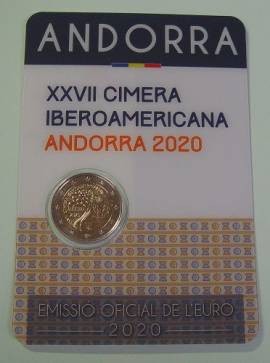 ANDORRA
XXVII CIMERA
IBEROAMERICANA
ANDORRA 2020
EMISSIÓ OFICIAL DE L'EURO
2020